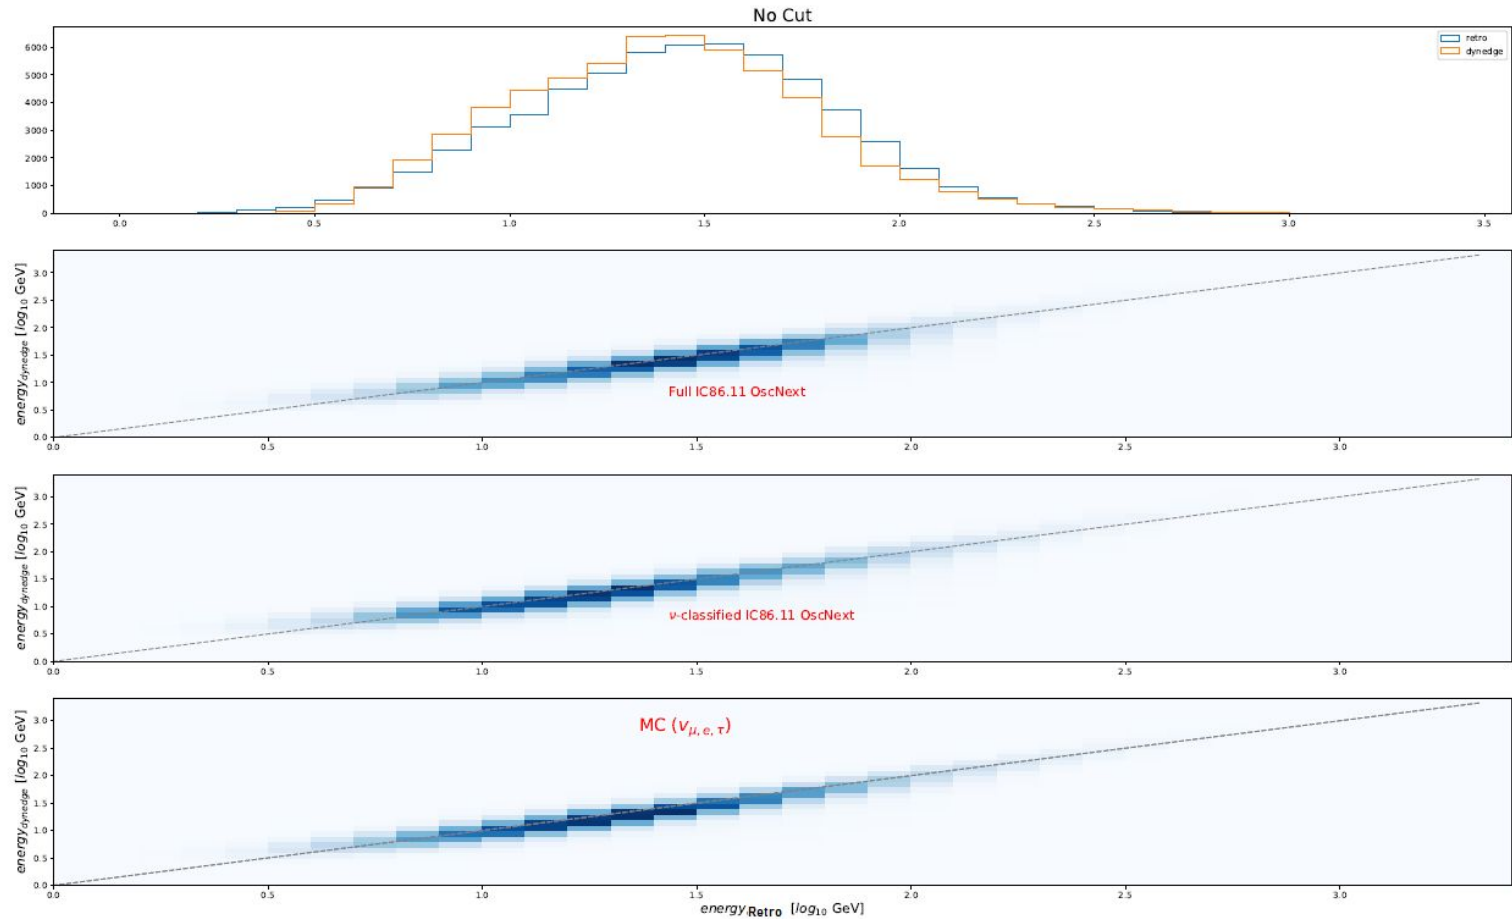 No Cut
retro
dynedge
6000
5000
4000
3000
2000
1000
0
0.0 0.5 1.0 1.5 2.0 2.5 3.0 3.5
energy_dynedge [log₁₀ GeV]
3.0
2.5
2.0
1.5
1.0
0.5
0.0
Full IC86.11 OscNext
0.0 0.5 1.0 1.5 2.0 2.5 3.0
energy_dynedge [log₁₀ GeV]
3.0
2.5
2.0
1.5
1.0
0.5
0.0
ν-classified IC86.11 OscNext
0.0 0.5 1.0 1.5 2.0 2.5 3.0
energy_dynedge [log₁₀ GeV]
3.0
2.5
2.0
1.5
1.0
0.5
0.0
MC (ν_μ, e, τ)
0.0 0.5 1.0 1.5 2.0 2.5 3.0
energy_Retro [log₁₀ GeV]